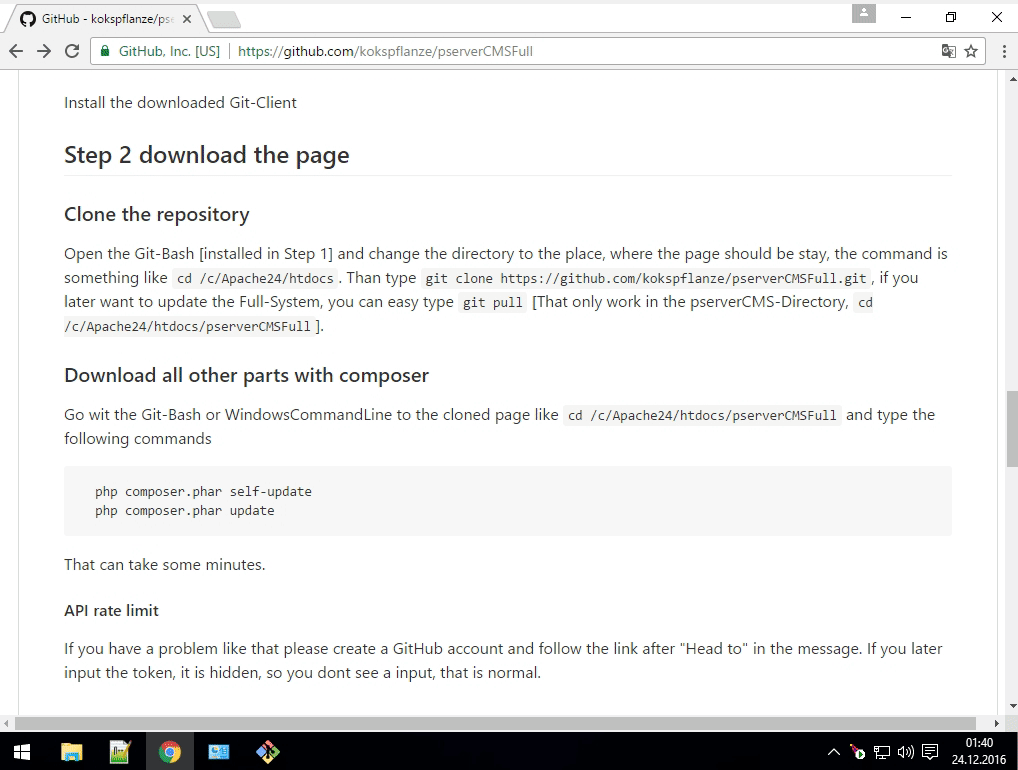 GitHub - kokspflanze/pse
GitHub, Inc. [US]
https://github.com/kokspflanze/pserverCMSFull
Install the downloaded Git-Client
Step 2 download the page
Clone the repository
Open the Git-Bash [installed in Step 1] and change the directory to the place, where the page should be stay, the command is
something like cd /c/Apache24/htdocs . Than type git clone https://github.com/kokspflanze/pserverCMSFull.git , if you
later want to update the Full-System, you can easy type git pull [That only work in the pserverCMS-Directory, cd
/c/Apache24/htdocs/pserverCMSFull ].
Download all other parts with composer
Go wit the Git-Bash or WindowsCommandLine to the cloned page like cd /c/Apache24/htdocs/pserverCMSFull and type the
following commands
php composer.phar self-update
php composer.phar update
That can take some minutes.
API rate limit
If you have a problem like that please create a GitHub account and follow the link after "Head to" in the message. If you later
input the token, it is hidden, so you dont see a input, that is normal.
01:40
24.12.2016